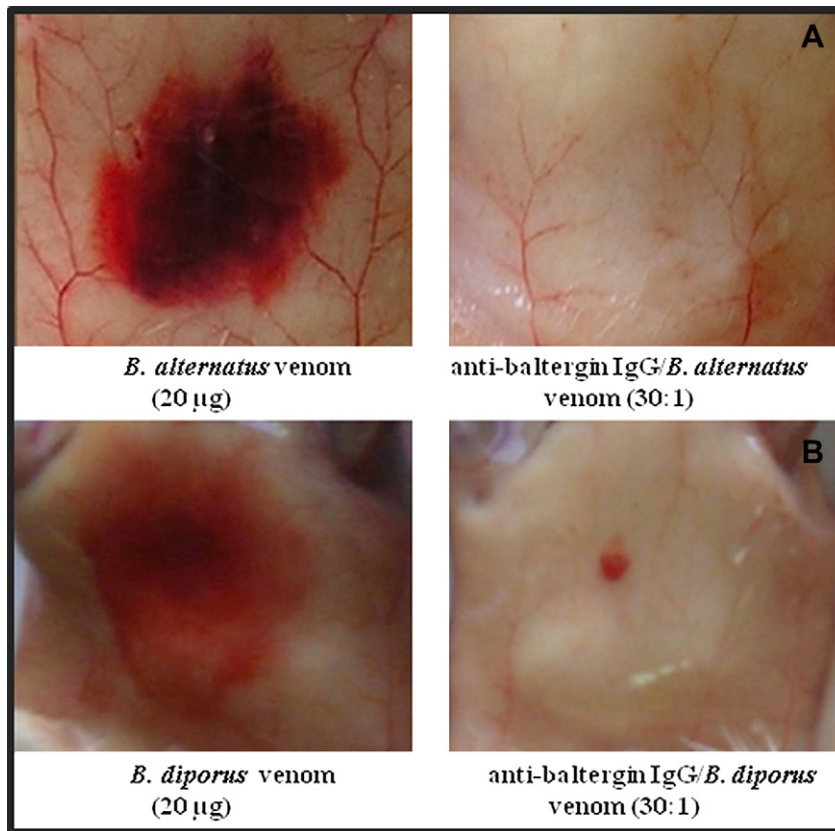 A
B. alternatus venom
(20 µg)
anti-baltergin IgG/B. alternatus
venom (30:1)
B
B. diporus venom
(20 µg)
anti-baltergin IgG/B. diporus
venom (30:1)